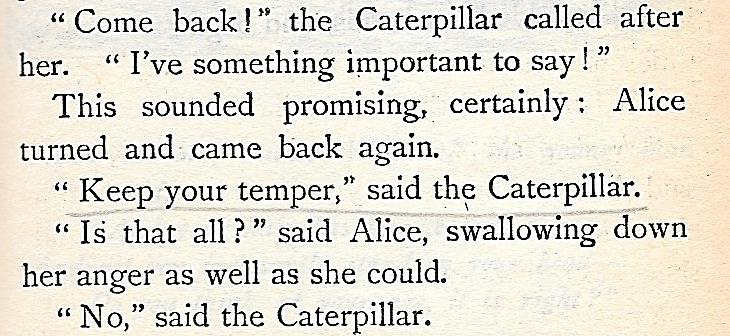 “ Come back!” the Caterpillar called after
her. “ I’ve something important to say! ”
This sounded promising, certainly : Alice
turned and came back again.
“ Keep your temper,” said the Caterpillar.
“ Is that all? ” said Alice, swallowing down
her anger as well as she could.
“ No,” said the Caterpillar.